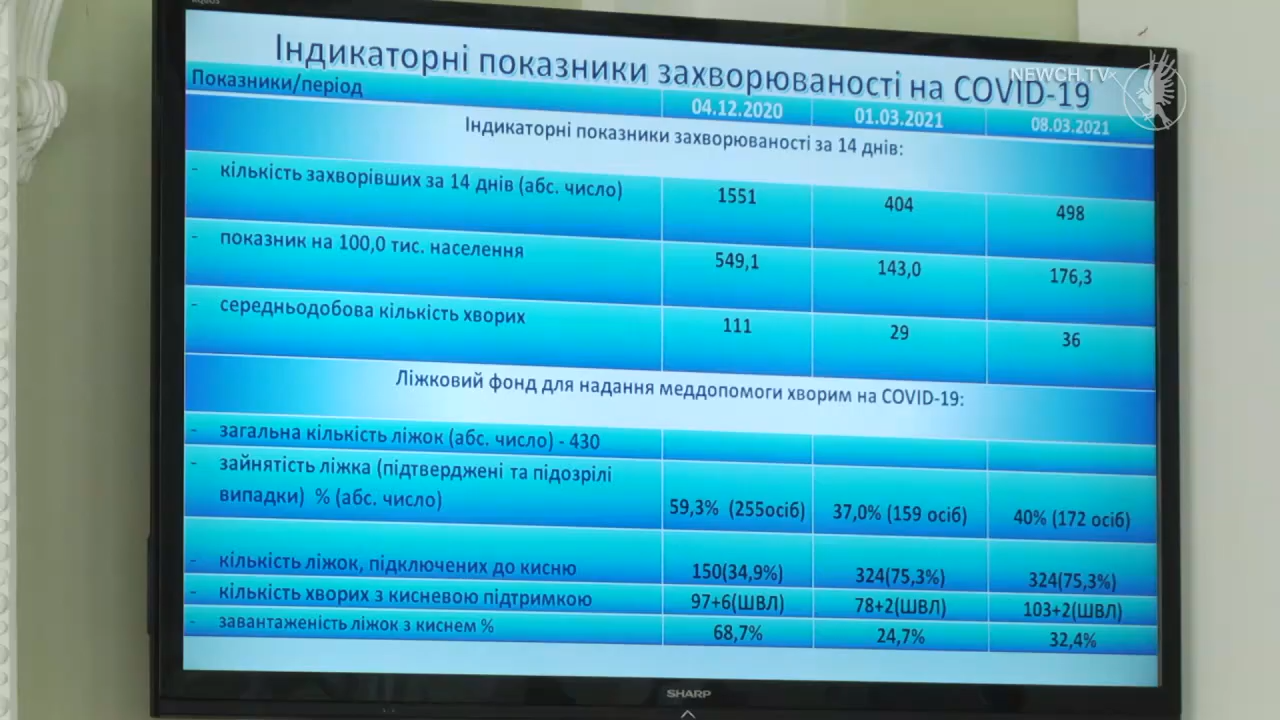 Індикаторні показники захворюваності на COVID-19
NEWCH.TV
Показники/період 04.12.2020 01.03.2021 08.03.2021
Індикаторні показники захворюваності за 14 днів:
- кількість захворівших за 14 днів (абс. число) 1551 404 498
- показник на 100,0 тис. населення 549,1 143,0 176,3
- середньодобова кількість хворих 111 29 36
Ліжковий фонд для надання меддопомоги хворим на COVID-19:
- загальна кількість ліжок (абс. число) - 430
- зайнятість ліжка (підтверджені та підозрілі
випадки) % (абс. число) 59,3% (255осіб) 37,0% (159 осіб) 40% (172 осіб)
- кількість ліжок, підключених до кисню 150(34,9%) 324(75,3%) 324(75,3%)
- кількість хворих з кисневою підтримкою 97+6(ШВЛ) 78+2(ШВЛ) 103+2(ШВЛ)
- завантаженість ліжок з киснем % 68,7% 24,7% 32,4%
SHARP